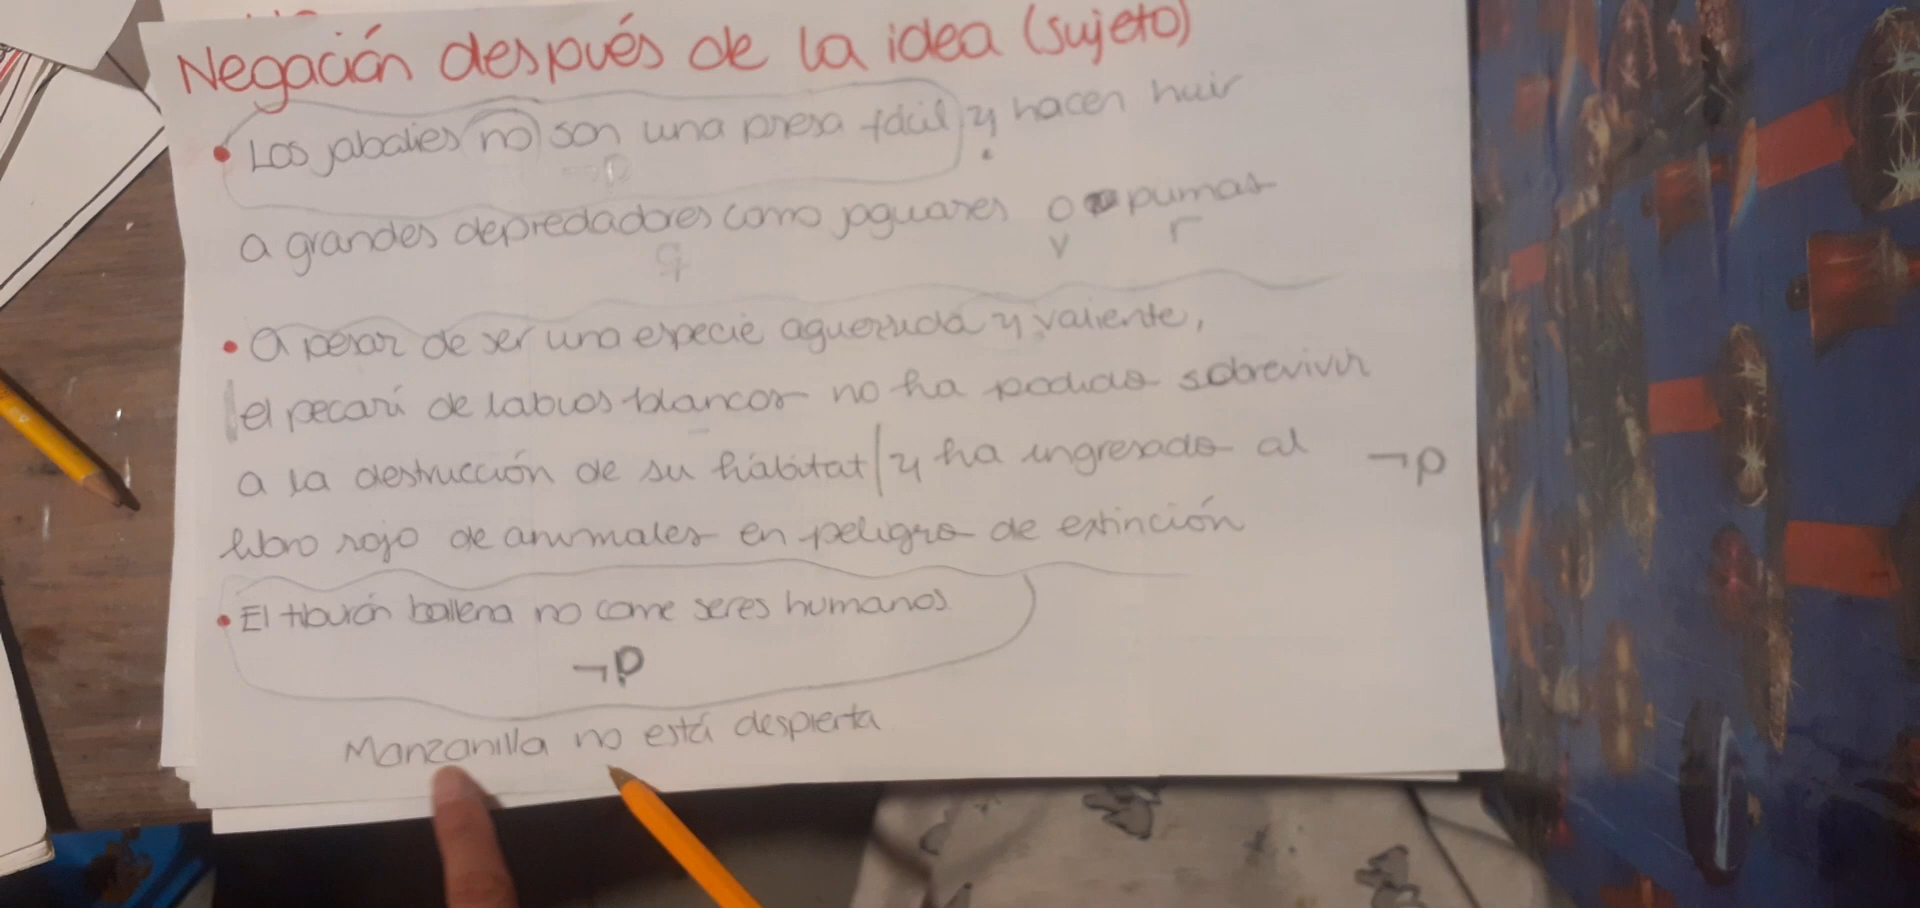 Negación después de la idea (sujeto)
• Los jabalíes no son una presa fácil y hacen huir
¬p
a grandes depredadores como jaguares o pumas
q v r
• A pesar de ser una especie aguerrida y valiente,
el pecarí de labios blancos no ha podido sobrevivir
a la destrucción de su hábitat / y ha ingresado al ¬p
libro rojo de animales en peligro de extinción
• El tiburón ballena no come seres humanos.
¬p
Manzanilla no está despierta